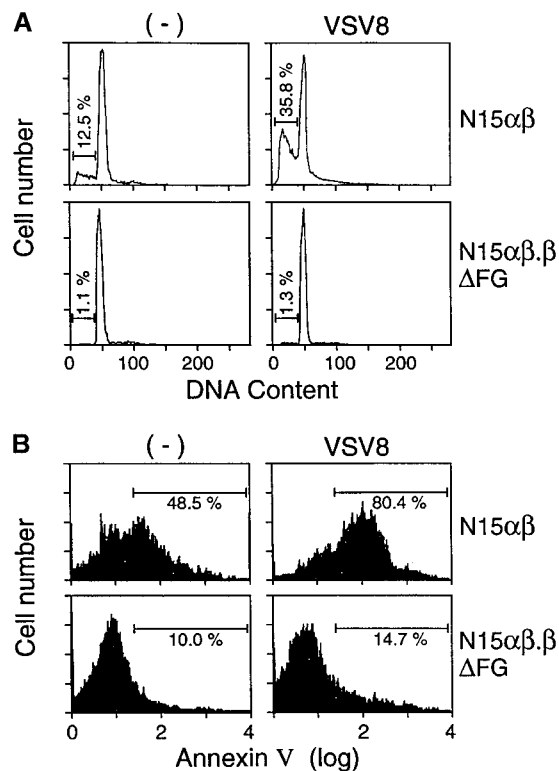 A
(-)
VSV8
Cell number
12.5 %
35.8 %
N15αβ
1.1 %
1.3 %
N15αβ.β
ΔFG
0 100 200
0 100 200
DNA Content
B
(-)
VSV8
Cell number
48.5 %
80.4 %
N15αβ
10.0 %
14.7 %
N15αβ.β
ΔFG
0 2 4
2 4
Annexin V (log)